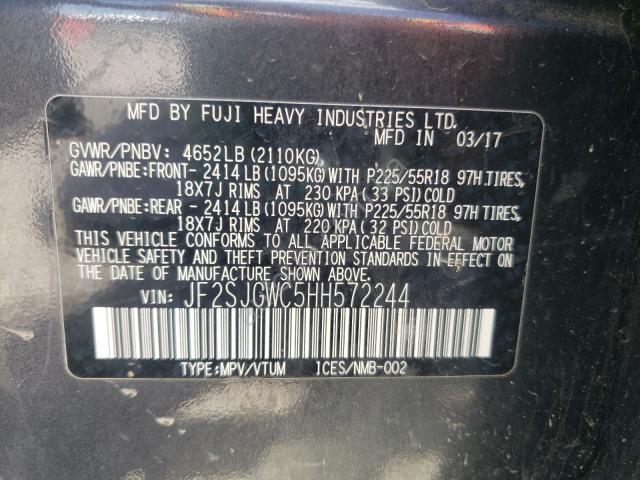 MFD BY FUJI HEAVY INDUSTRIES LTD.
MFD IN 03/17
GVWR/PNBV: 4652LB (2110KG)
GAWR/PNBE:FRONT- 2414 LB (1095KG) WITH P225/55R18 97H TIRES,
18X7J RIMS AT 230 KPA (33 PSI) COLD
GAWR/PNBE:REAR - 2414 LB (1095KG) WITH P225/55R18 97H TIRES,
18X7J RIMS AT 220 KPA (32 PSI) COLD
THIS VEHICLE CONFORMS TO ALL APPLICABLE FEDERAL MOTOR
VEHICLE SAFETY AND THEFT PREVENTION STANDARDS IN EFFECT ON
THE DATE OF MANUFACTURE SHOWN ABOVE.
VIN: JF2SJGWC5HH572244
TYPE:MPV/VTUM ICES/NMB-002